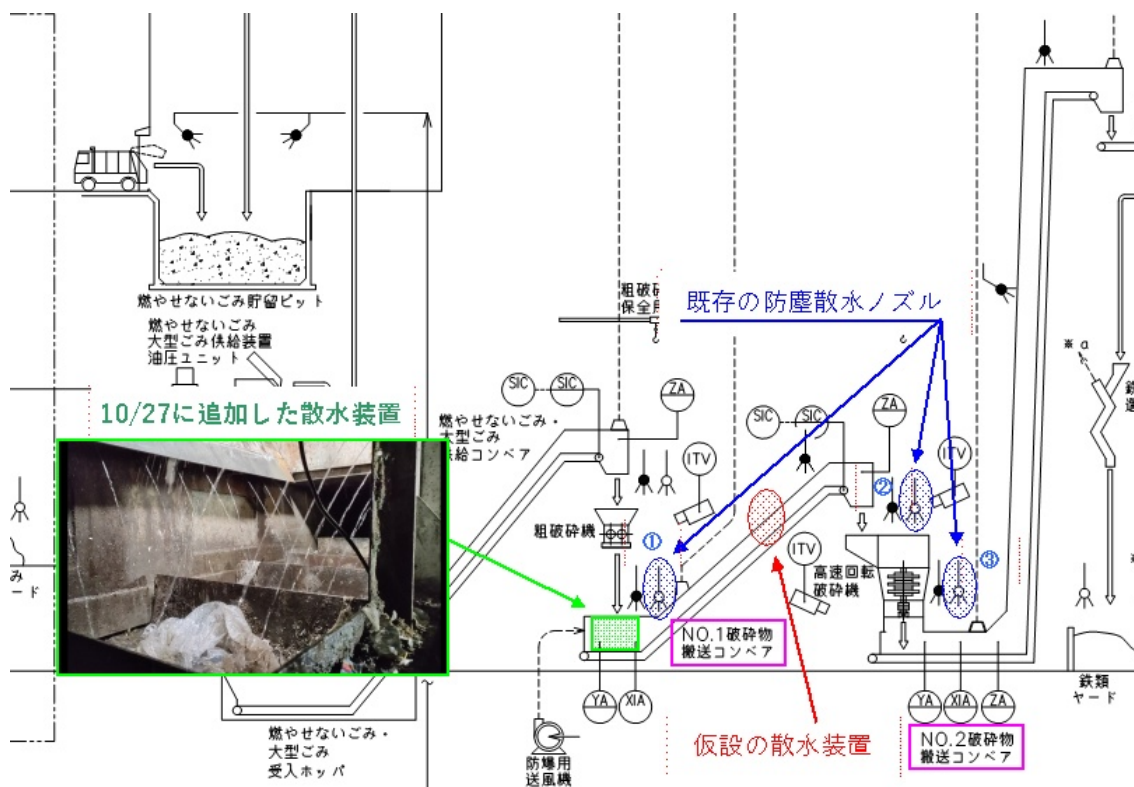 燃やせないごみ貯留ピット
燃やせないごみ
大型ごみ供給装置
油圧ユニット
粗破砕
既存の防塵散水ノズル
※a
10/27に追加した散水装置
SIC
SIC
ZA
燃やせないごみ・
大型ごみ
供給コンベア
ITV
粗破砕機
①
SIC
SIC
ZA
ITV
②
ITV
高速回転
破砕機
③
NO.1破砕物
搬送コンベア
YA
XIA
YA
XIA
ZA
鉄類
ヤード
燃やせないごみ・
大型ごみ
受入ホッパ
防爆用
送風機
仮設の散水装置
NO.2破砕物
搬送コンベア